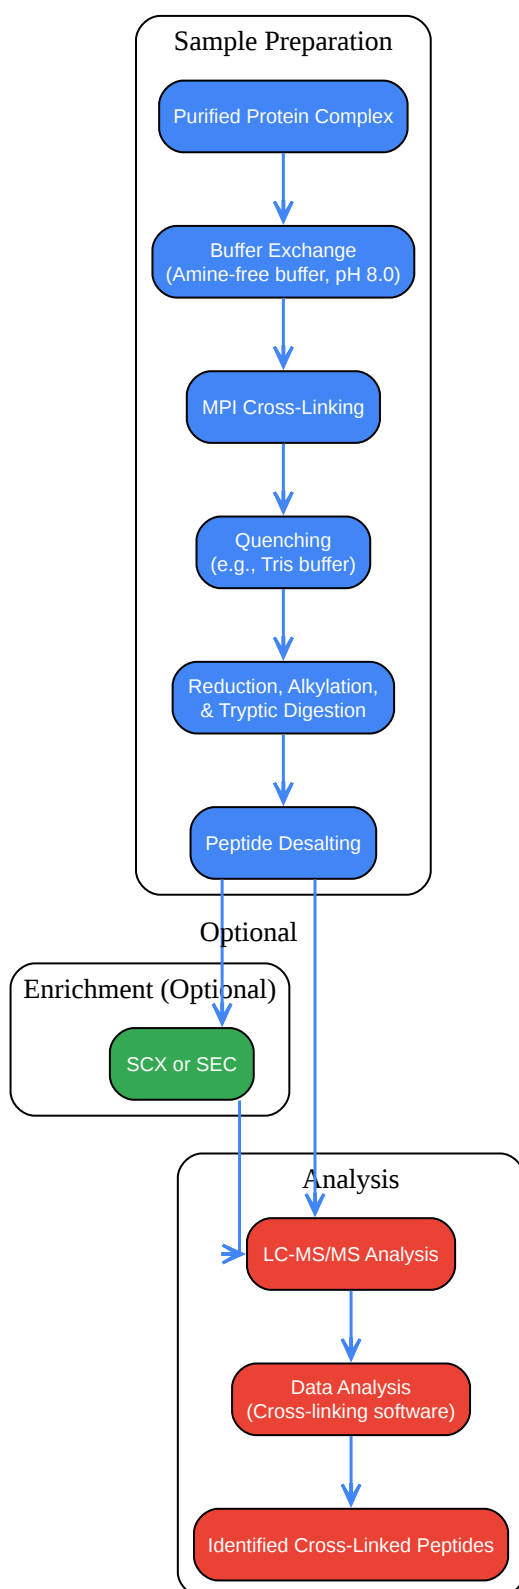 Sample Preparation
Purified Protein Complex
Buffer Exchange
(Amine-free buffer, pH 8.0)
MPI Cross-Linking
Quenching
(e.g., Tris buffer)
Reduction, Alkylation,
& Tryptic Digestion
Peptide Desalting
Optional
Enrichment (Optional)
SCX or SEC
Analysis
LC-MS/MS Analysis
Data Analysis
(Cross-linking software)
Identified Cross-Linked Peptides